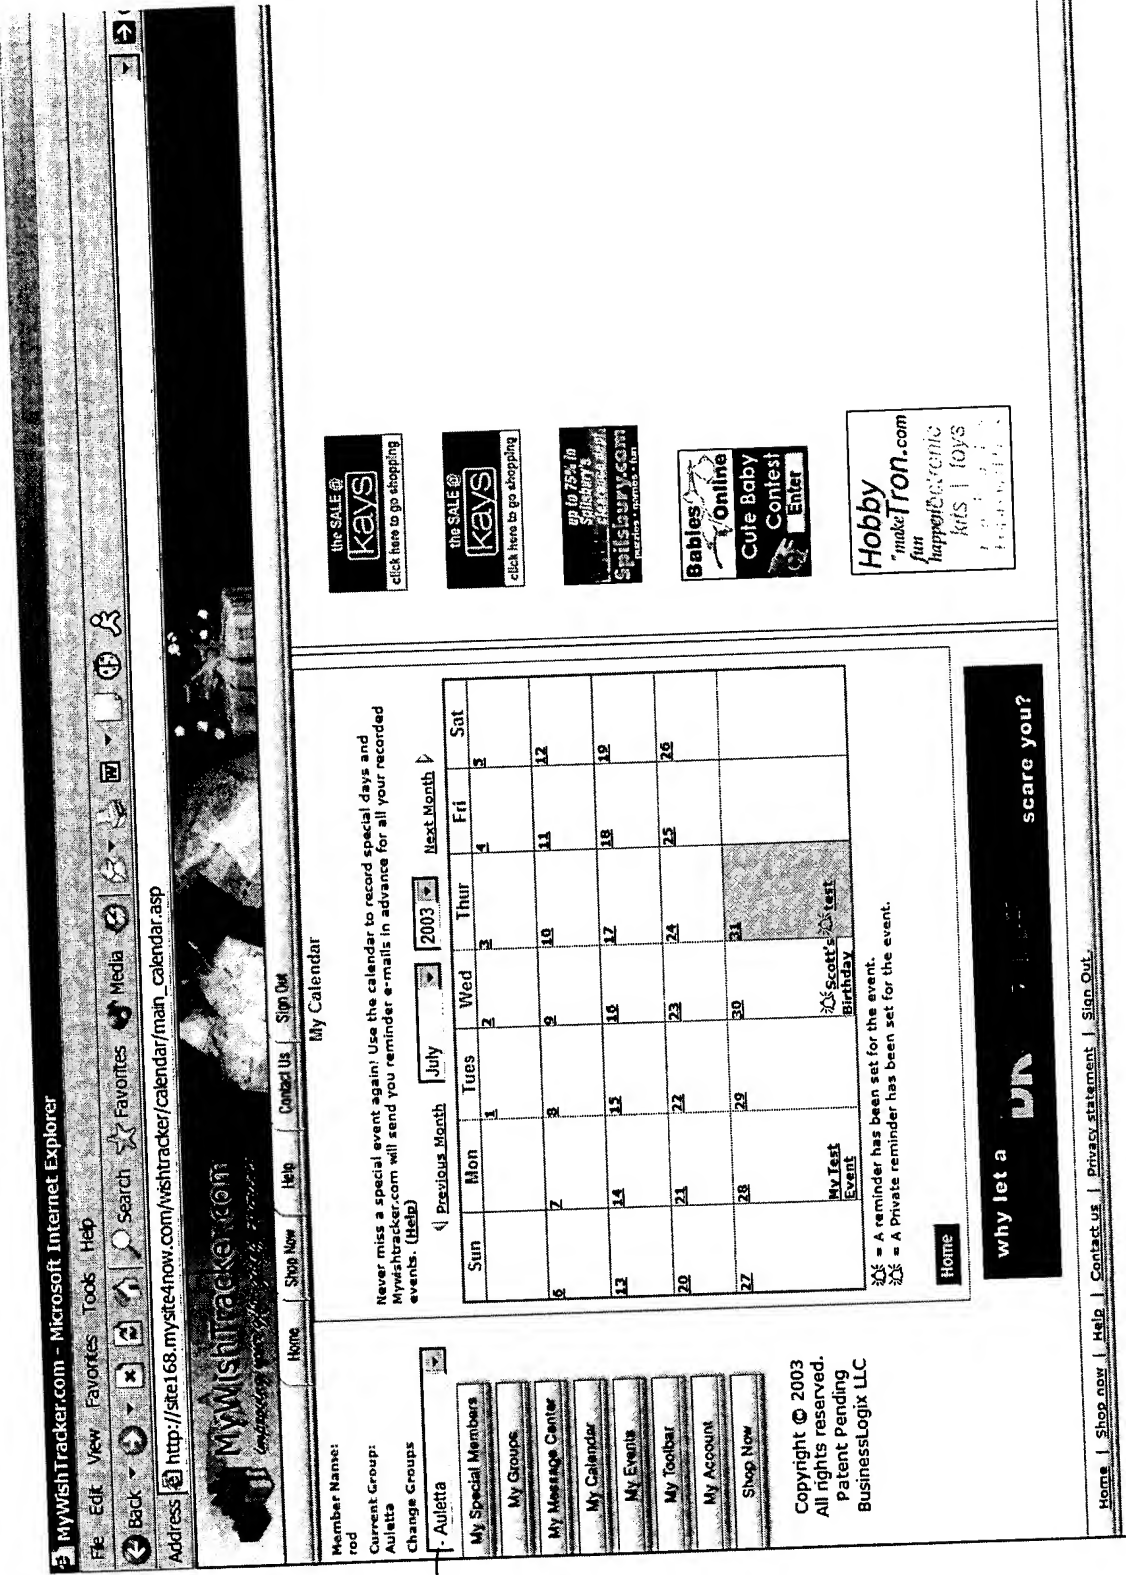 MyWishTracker.com - Microsoft Internet Explorer
File Edit View Favorites Tools Help
Back Search Favorites Media
Address http://site168.mysite4now.com/wishtracker/calendar/main_calendar.asp
MyWishTracker.com
Home Shop Now Help Contact Us Sign Out
Member Name:
rod
Current Group:
Auletta
Change Groups
- Auletta
My Special Members
My Groups
My Message Center
My Calendar
My Events
My Toolbar
My Account
Shop Now
Copyright © 2003
All rights reserved.
Patent Pending
BusinessLogix LLC
My Calendar
Never miss a special event again! Use the calendar to record special days and
Mywishtracker.com will send you reminder e-mails in advance for all your recorded
events. (Help)
Previous Month July 2003 Next Month
Sun Mon Tues Wed Thur Fri Sat
1 2 3 4 5
6 7 8 9 10 11 12
13 14 15 16 17 18 19
20 21 22 23 24 25 26
27 28 29 30 31
My Test
Event
Scott's
Birthday
test
= A reminder has been set for the event.
= A Private reminder has been set for the event.
Home
why let a
scare you?
the SALE @
kays
click here to go shopping
the SALE @
kays
click here to go shopping
up to 75% in
Spilsbury's
Spilsbury.com
puzzles • games • fun
Babies
Online
Cute Baby
Contest
Enter
Hobby
"make Tron.com
fun
happen
kits | toys
Home | Shop now | Help | Contact us | Privacy statement | Sign Out.